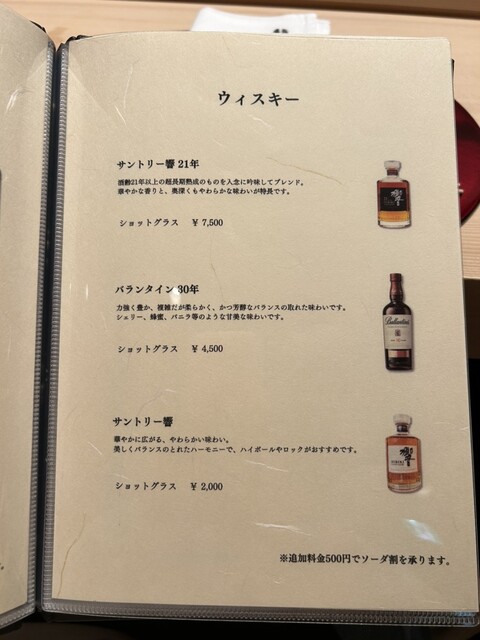 ウィスキー
サントリー響 21年
酒齢21年以上の超長期熟成のものを入念に吟味してブレンド。
華やかな香りと、奥深くもやわらかな味わいが特長です。
ショットグラス ¥ 7,500
バランタイン 30年
力強く豊か、複雑だが柔らかく、かつ芳醇なバランスの取れた味わいです。
シェリー、蜂蜜、バニラ等のような甘美な味わいです。
ショットグラス ¥ 4,500
Ballantine's
サントリー響
華やかに広がる、やわらかい味わい。
美しくバランスのとれたハーモニーで、ハイボールやロックがおすすめです。
ショットグラス ¥ 2,000
響
HIBIKI
※追加料金500円でソーダ割を承ります。